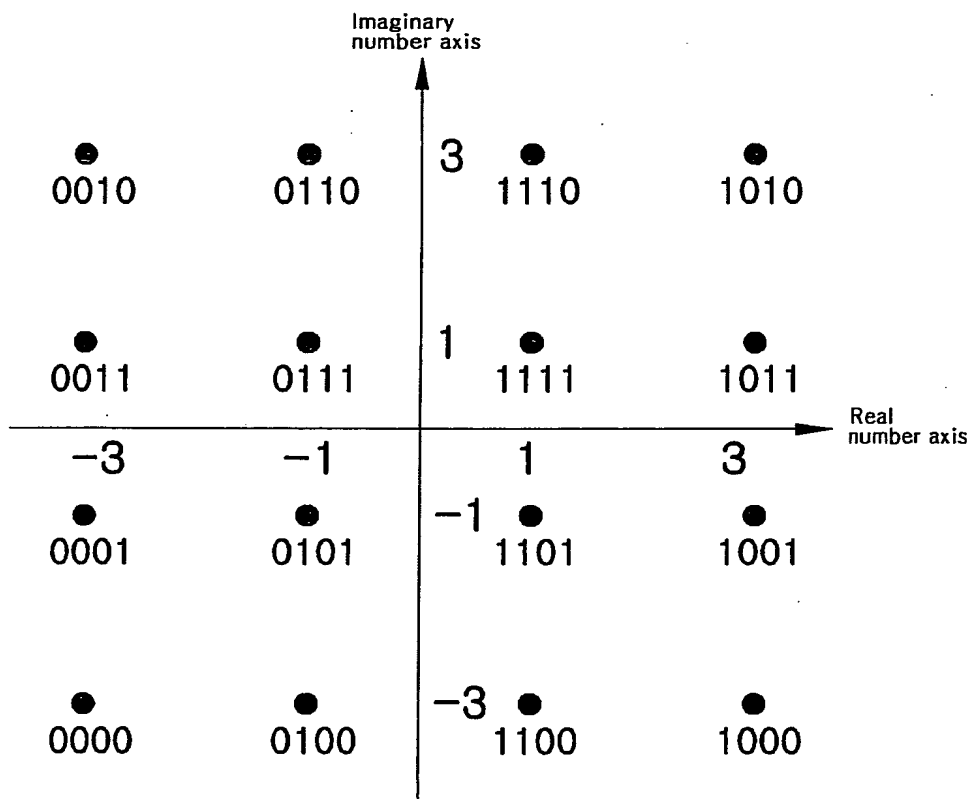 Imaginary
number axis
3
0010 0110 1110 1010
1
0011 0111 1111 1011
Real
number axis
-3 -1 1 3
-1
0001 0101 1101 1001
-3
0000 0100 1100 1000